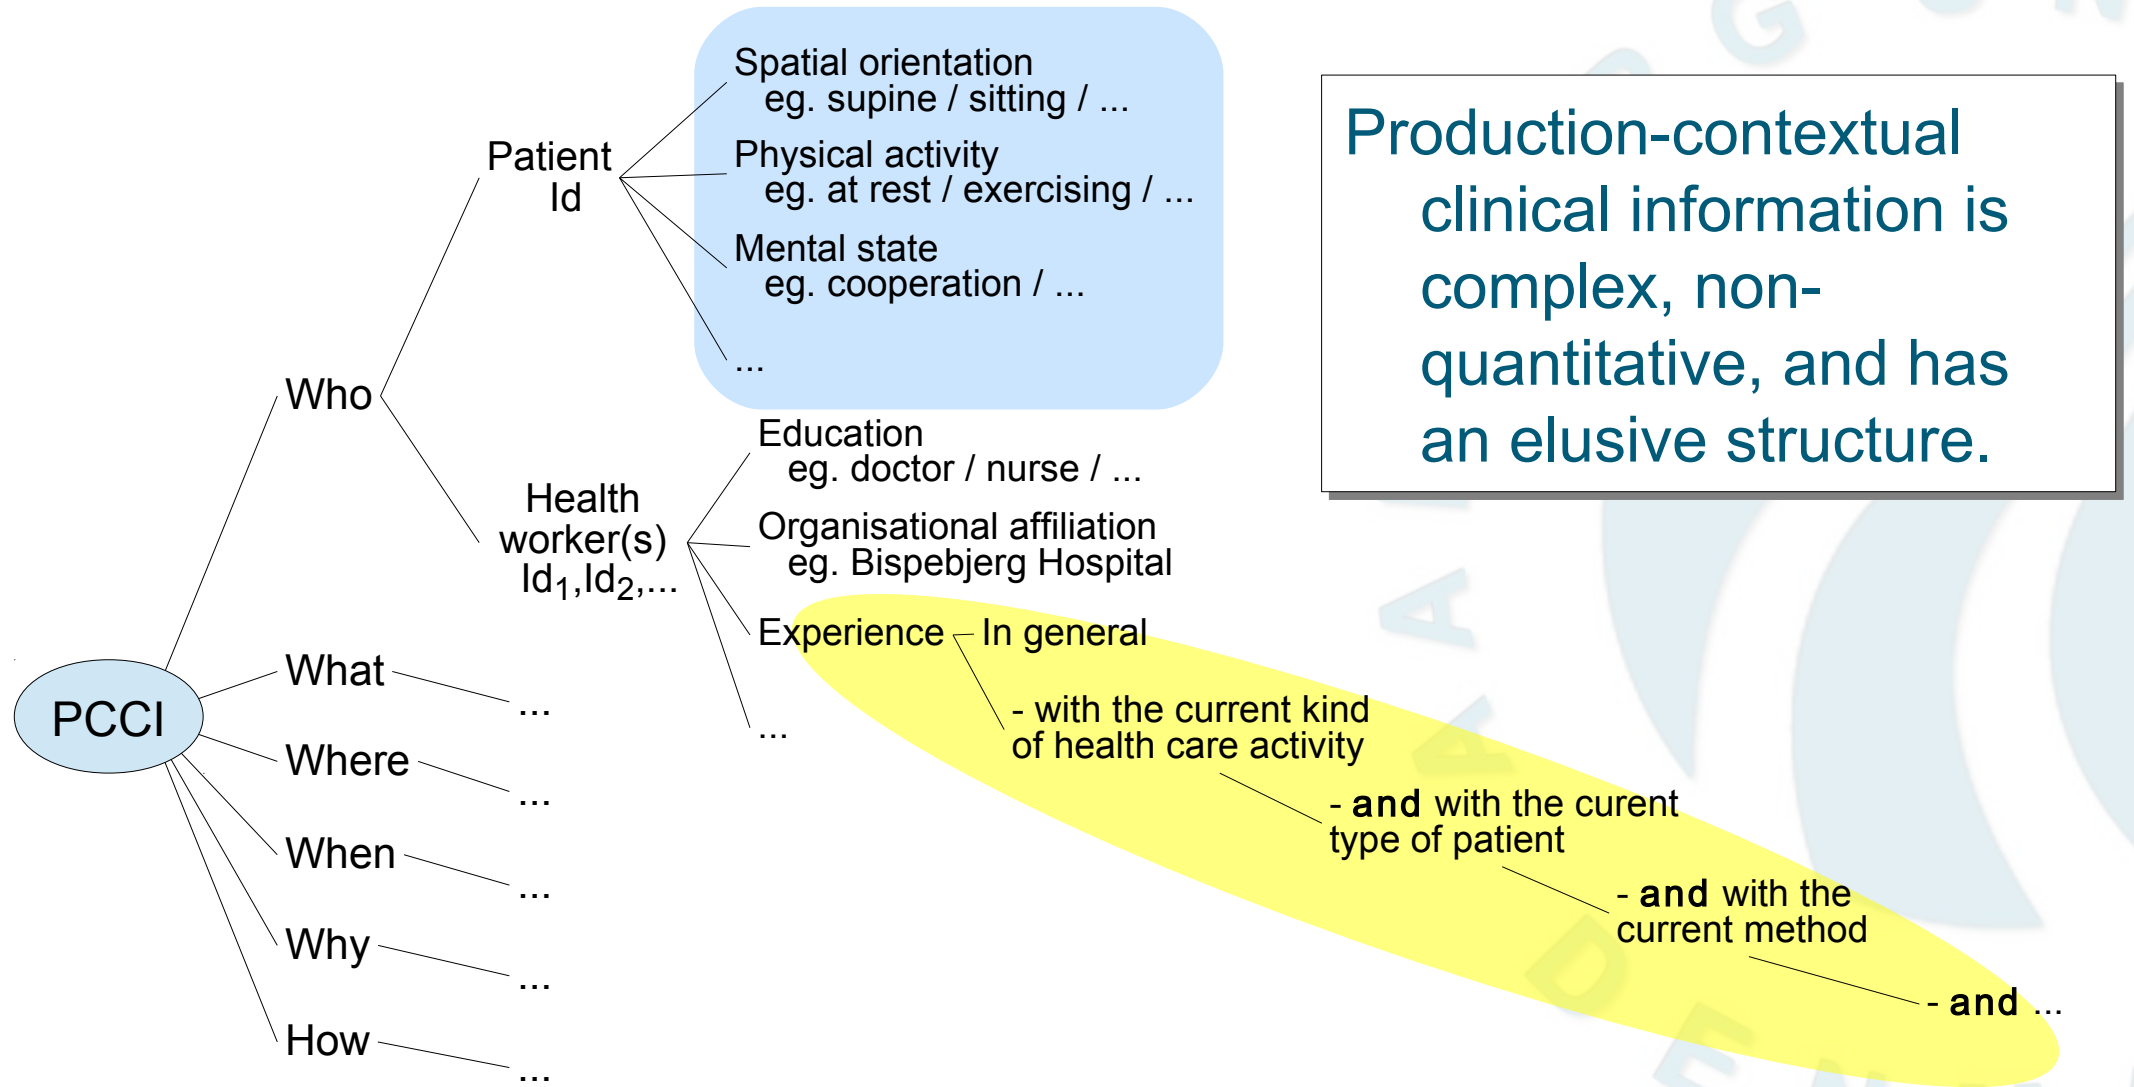 Spatial orientation
eg. supine / sitting / ...
Physical activity
eg. at rest / exercising / ...
Mental state
eg. cooperation / ...
...
Patient
Id
Who
Health
worker(s)
Id1,Id2,...
Education
eg. doctor / nurse / ...
Organisational affiliation
eg. Bispebjerg Hospital
Experience
In general
- with the current kind
of health care activity
- and with the curent
type of patient
- and with the
current method
- and ...
...
PCCI
What
...
Where
...
When
...
Why
...
How
...
Production-contextual
clinical information is
complex, non-
quantitative, and has
an elusive structure.